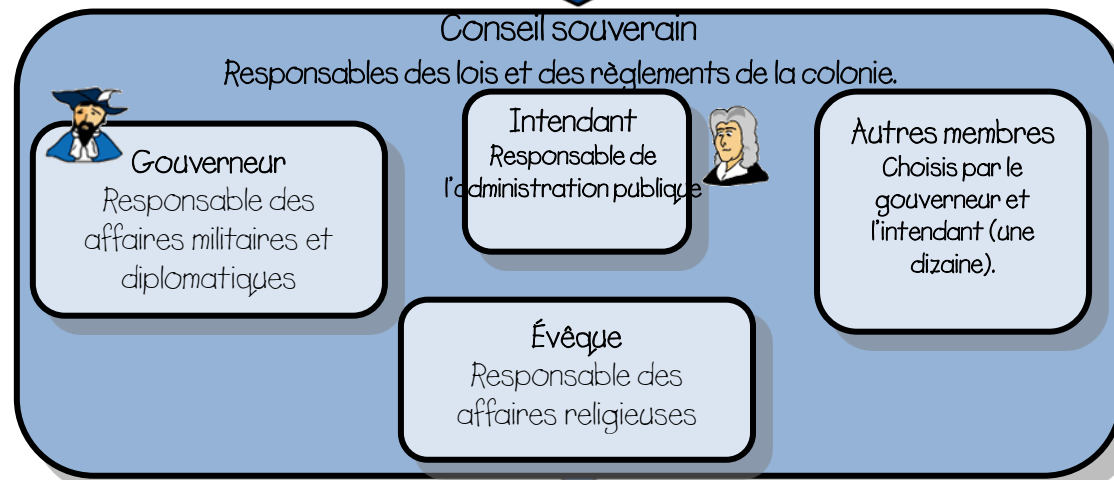 Conseil souverain
Responsables des lois et des règlements de la colonie.
Gouverneur
Responsable des
affaires militaires et
diplomatiques
Intendant
Responsable de
l'administration publique
Autres membres
Choisis par le
gouverneur et
l'intendant (une
dizaine).
Évêque
Responsable des
affaires religieuses